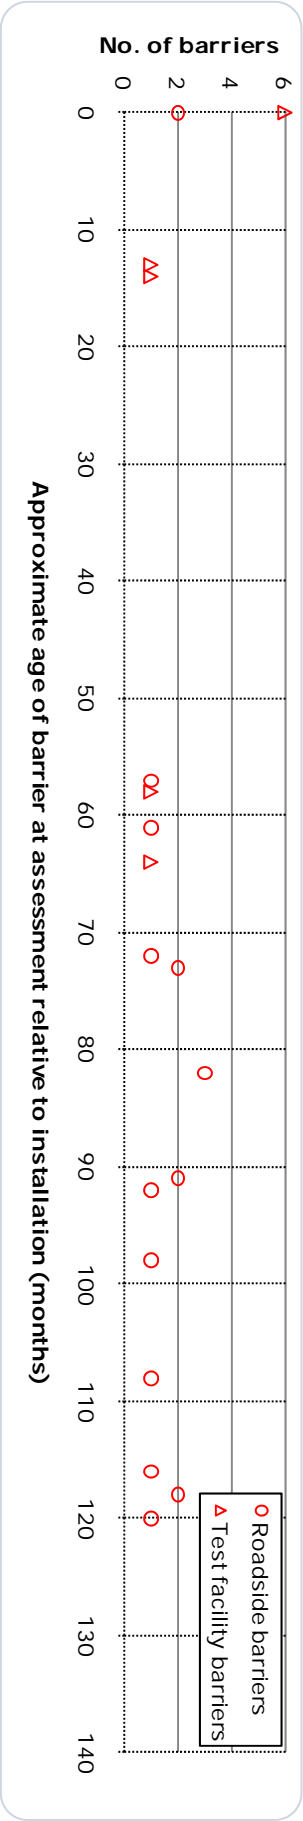 No. of barriers
6
4
2
0
0 10 20 30 40 50 60 70 80 90 100 110 120 130 140
Approximate age of barrier at assessment relative to installation (months)
Roadside barriers
Test facility barriers